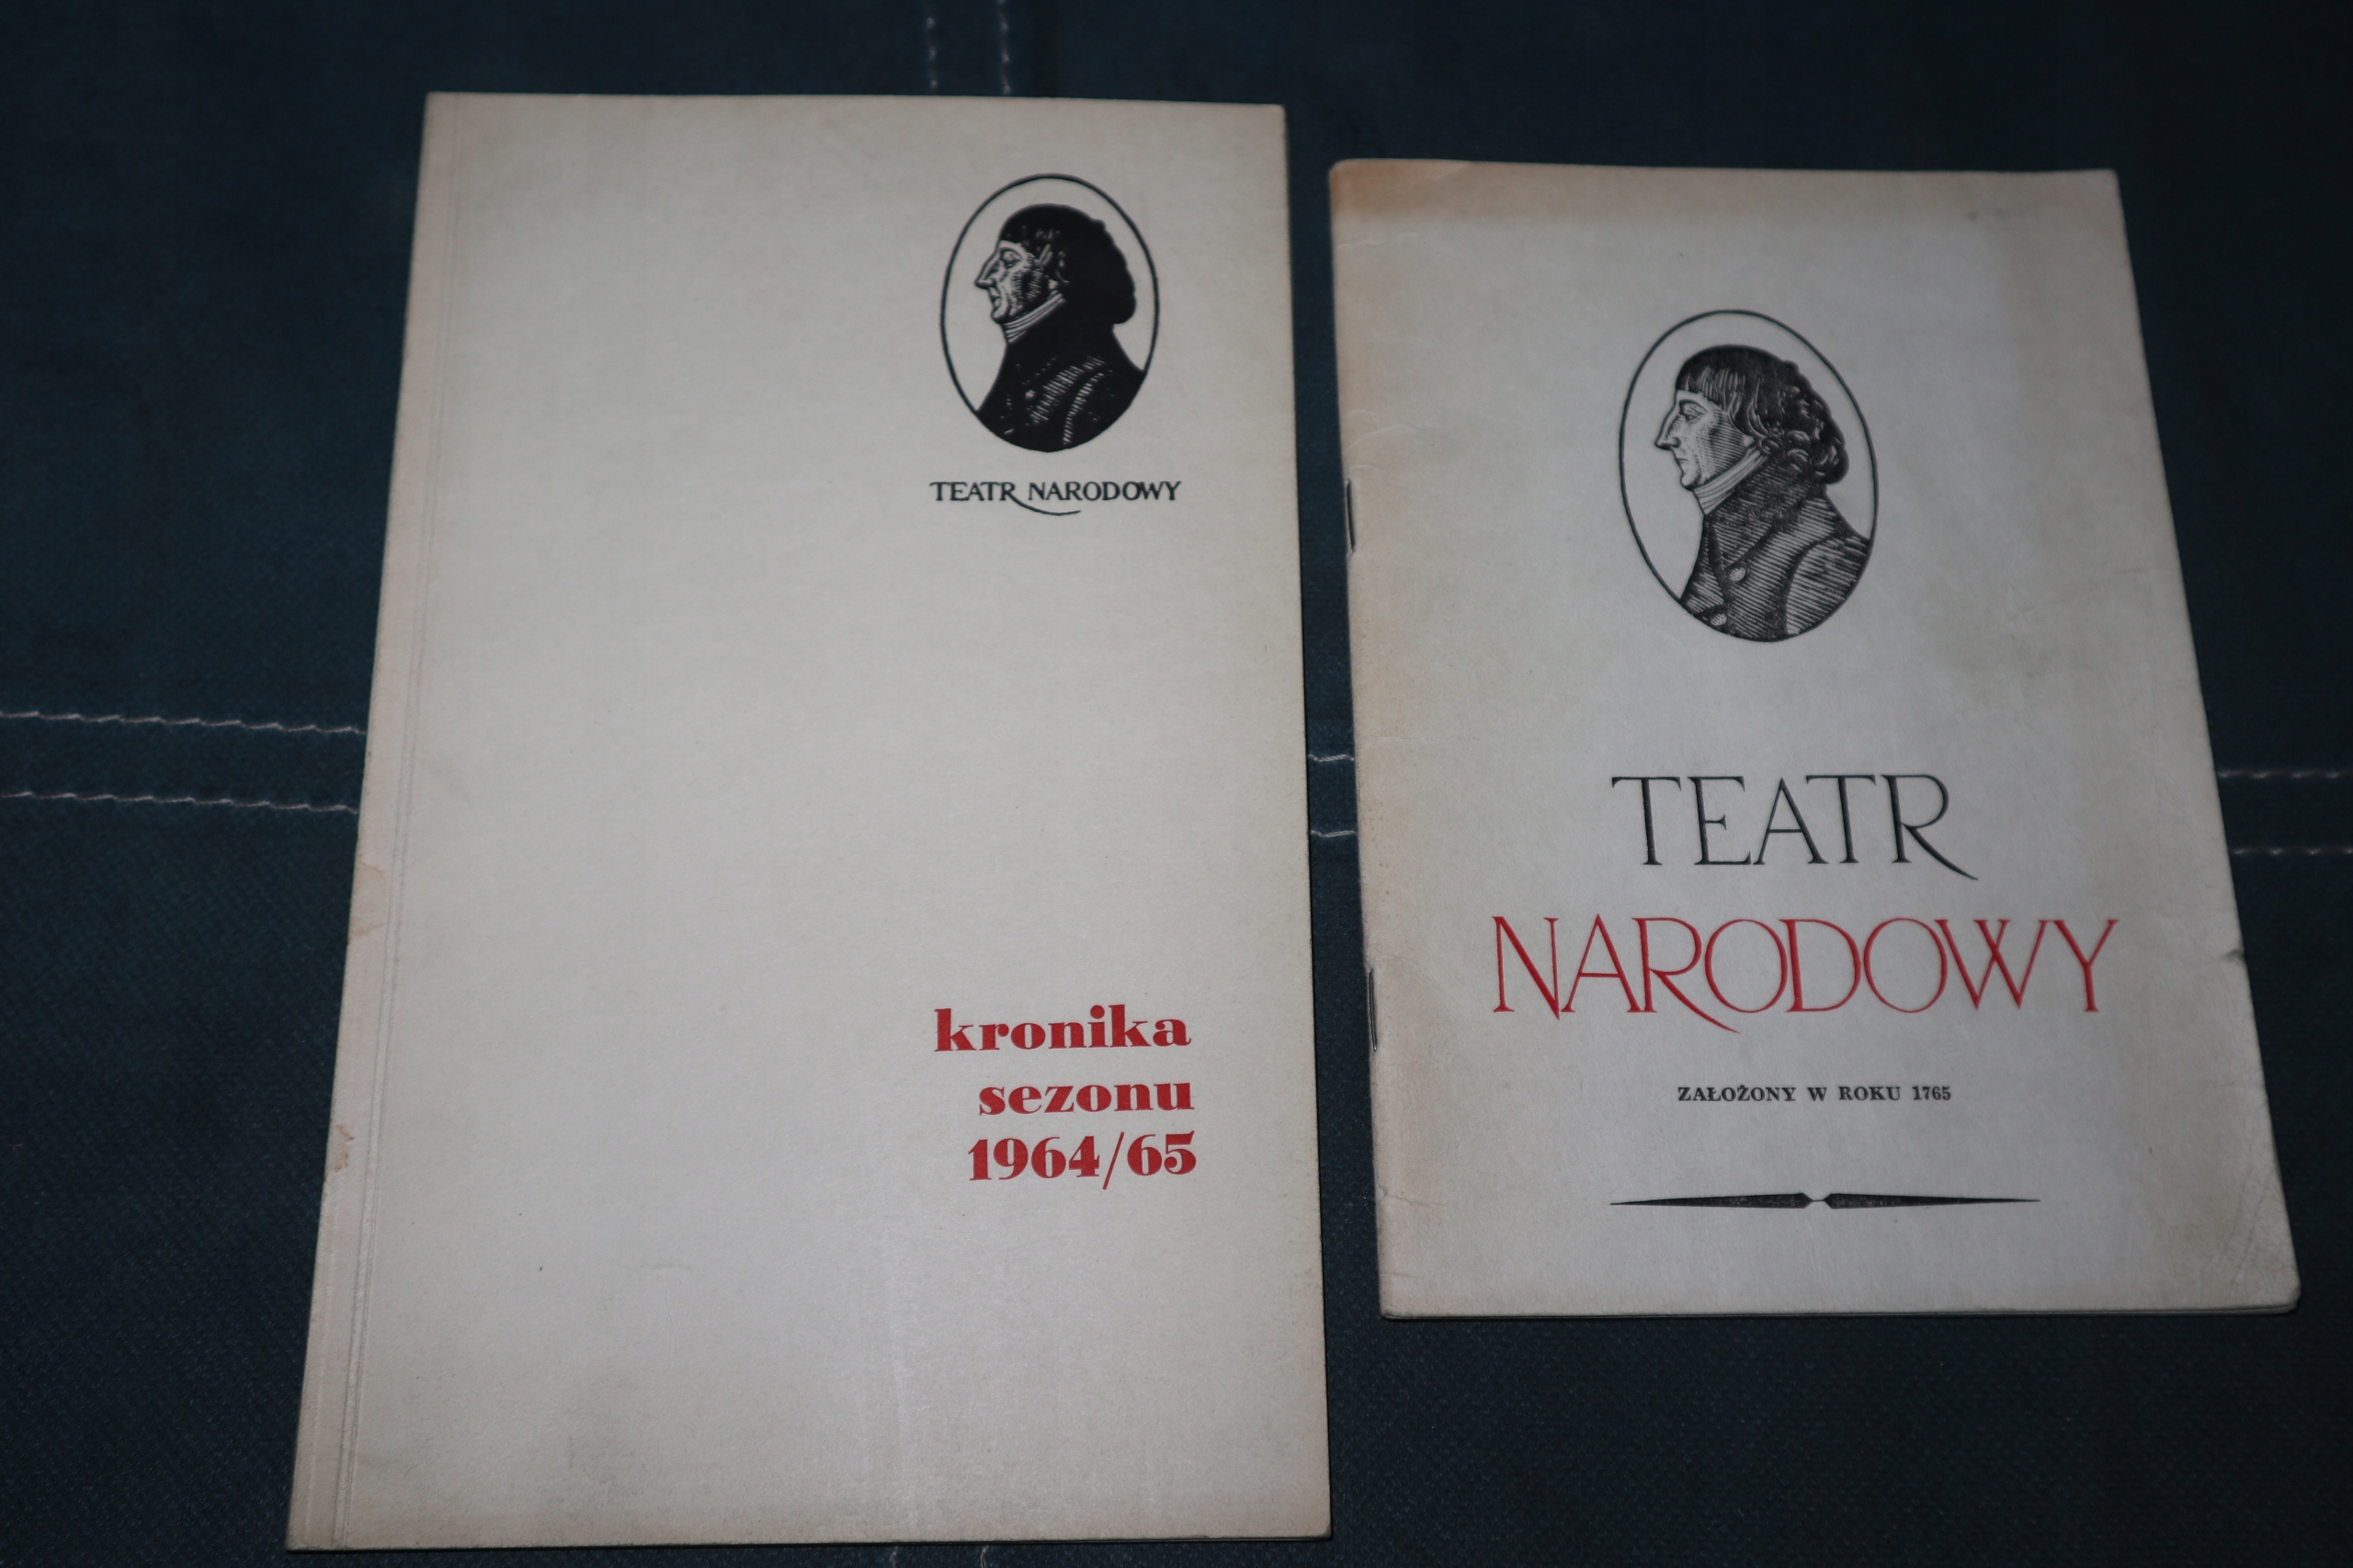 TEATR NARODOWY
kronika
sezonu
1964/65
TEATR
NARODOWY
ZAŁOŻONY W ROKU 1765